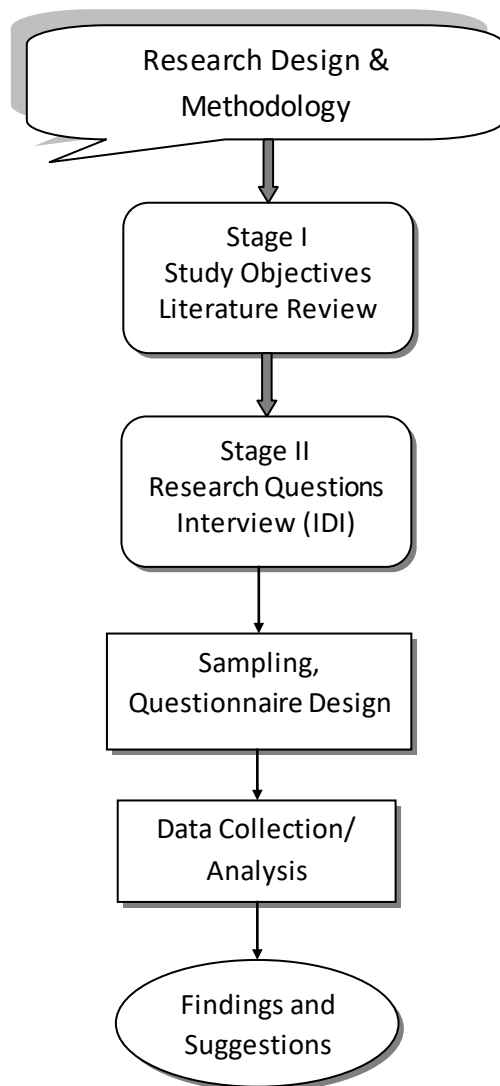 Research Design &
Methodology
Stage I
Study Objectives
Literature Review
Stage II
Research Questions
Interview (IDI)
Sampling,
Questionnaire Design
Data Collection/
Analysis
Findings and
Suggestions